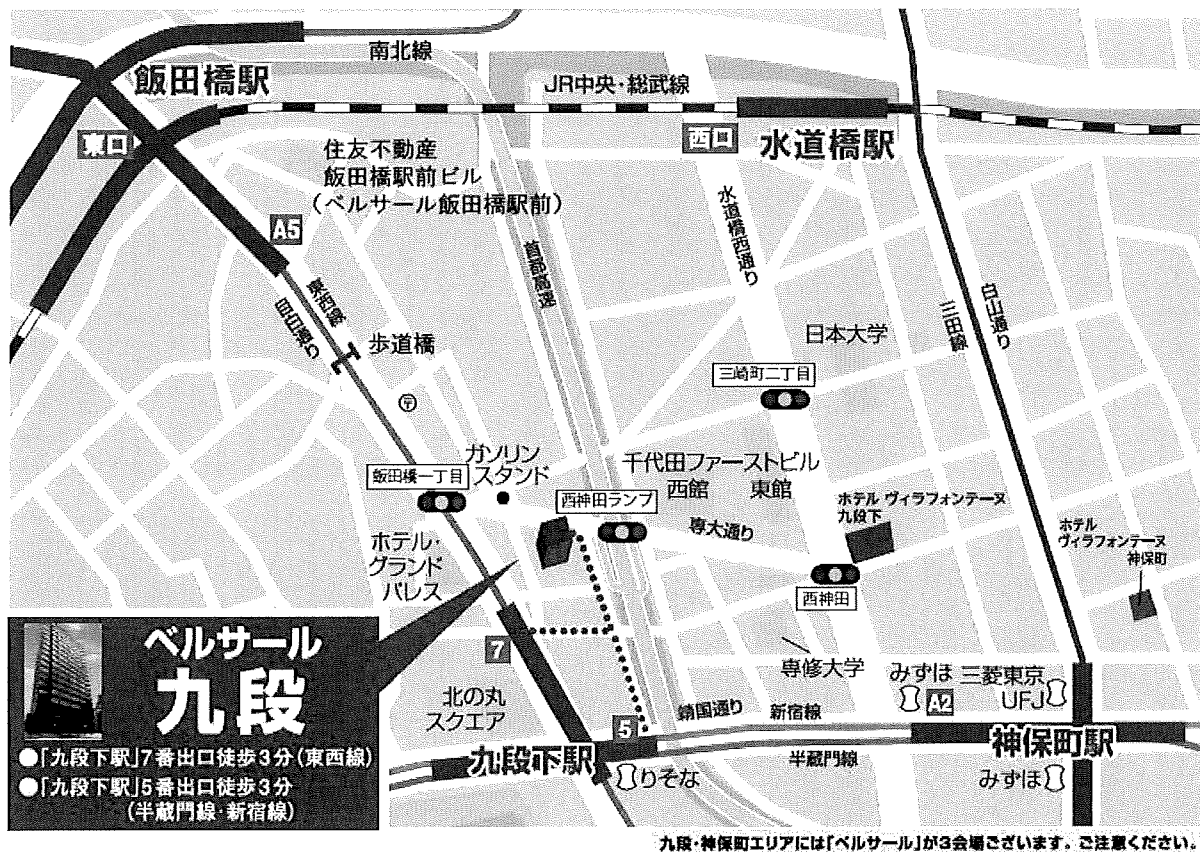 南北線
飯田橋駅
JR中央・総武線
東口
西口
水道橋駅
住友不動産
飯田橋駅前ビル
（ベルサール飯田橋駅前）
A5
水道橋西通り
首都高速
東西線
目白通り
白山通り
三田線
歩道橋
日本大学
三崎町二丁目
〒
ガソリン
スタンド
飯田橋一丁目
千代田ファーストビル
西館 東館
西神田ランプ
専大通り
ホテル ヴィラフォンテーヌ
九段下
ホテル
ヴィラフォンテーヌ
神保町
ホテル・
グランド
パレス
西神田
ベルサール
九段
●「九段下駅」7番出口徒歩3分(東西線)
●「九段下駅」5番出口徒歩3分
(半蔵門線・新宿線)
7
北の丸
スクエア
専修大学
みずほ
A2
三菱東京
UFJ
靖国通り
新宿線
5
九段下駅
半蔵門線
神保町駅
りそな
みずほ
九段・神保町エリアには「ベルサール」が3会場ございます。ご注意ください。